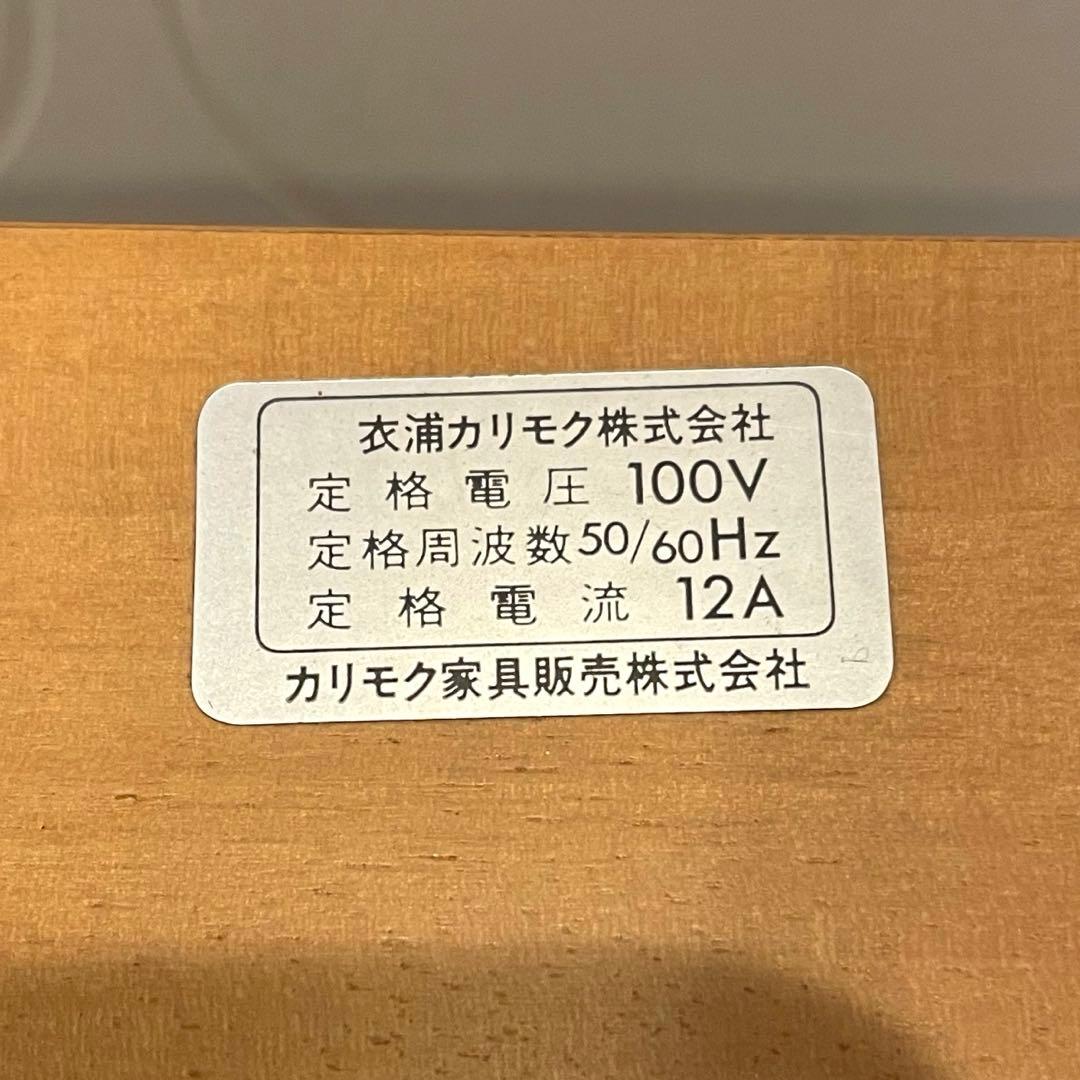 衣浦カリモク株式会社
定格電圧 100V
定格周波数 50/60Hz
定格電流 12A
カリモク家具販売株式会社